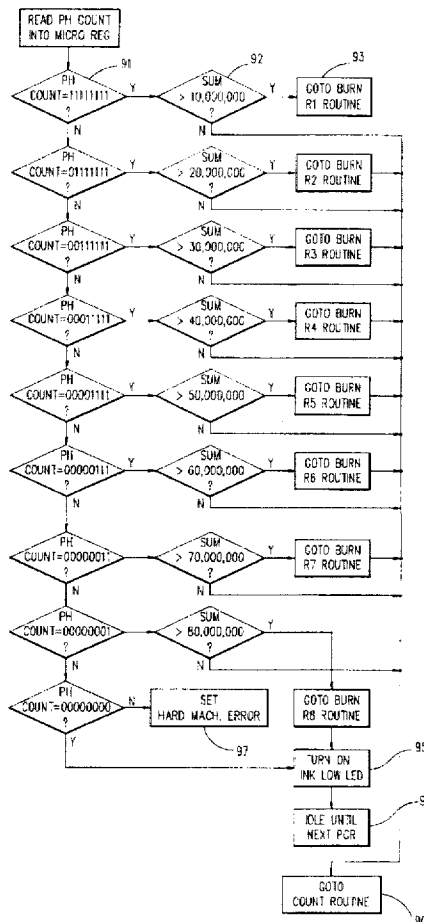 READ PH COUNT
INTO MICRO REG
91
92
93
PH
COUNT=11111111
?
Y
N
SUM
> 10,000,000
?
Y
N
GOTO BURN
R1 ROUTINE
PH
COUNT=01111111
?
Y
N
SUM
> 20,000,000
?
Y
N
GOTO BURN
R2 ROUTINE
PH
COUNT=00111111
?
Y
N
SUM
> 30,000,000
?
Y
N
GOTO BURN
R3 ROUTINE
PH
COUNT=00011111
?
Y
N
SUM
> 40,000,000
?
Y
N
GOTO BURN
R4 ROUTINE
PH
COUNT=00001111
?
Y
N
SUM
> 50,000,000
?
Y
N
GOTO BURN
R5 ROUTINE
PH
COUNT=00000111
?
Y
N
SUM
> 60,000,000
?
Y
N
GOTO BURN
R6 ROUTINE
PH
COUNT=00000011
?
N
SUM
> 70,000,000
?
Y
N
GOTO BURN
R7 ROUTINE
PH
COUNT=00000001
?
N
SUM
> 80,000,000
?
Y
N
GOTO BURN
R8 ROUTINE
PH
COUNT=00000000
?
N
Y
SET
HARD MACH. ERROR
97
TURN ON
INK LOW LED
95
IDLE UNTIL
NEXT PCR
GOTO
COUNT ROUTINE